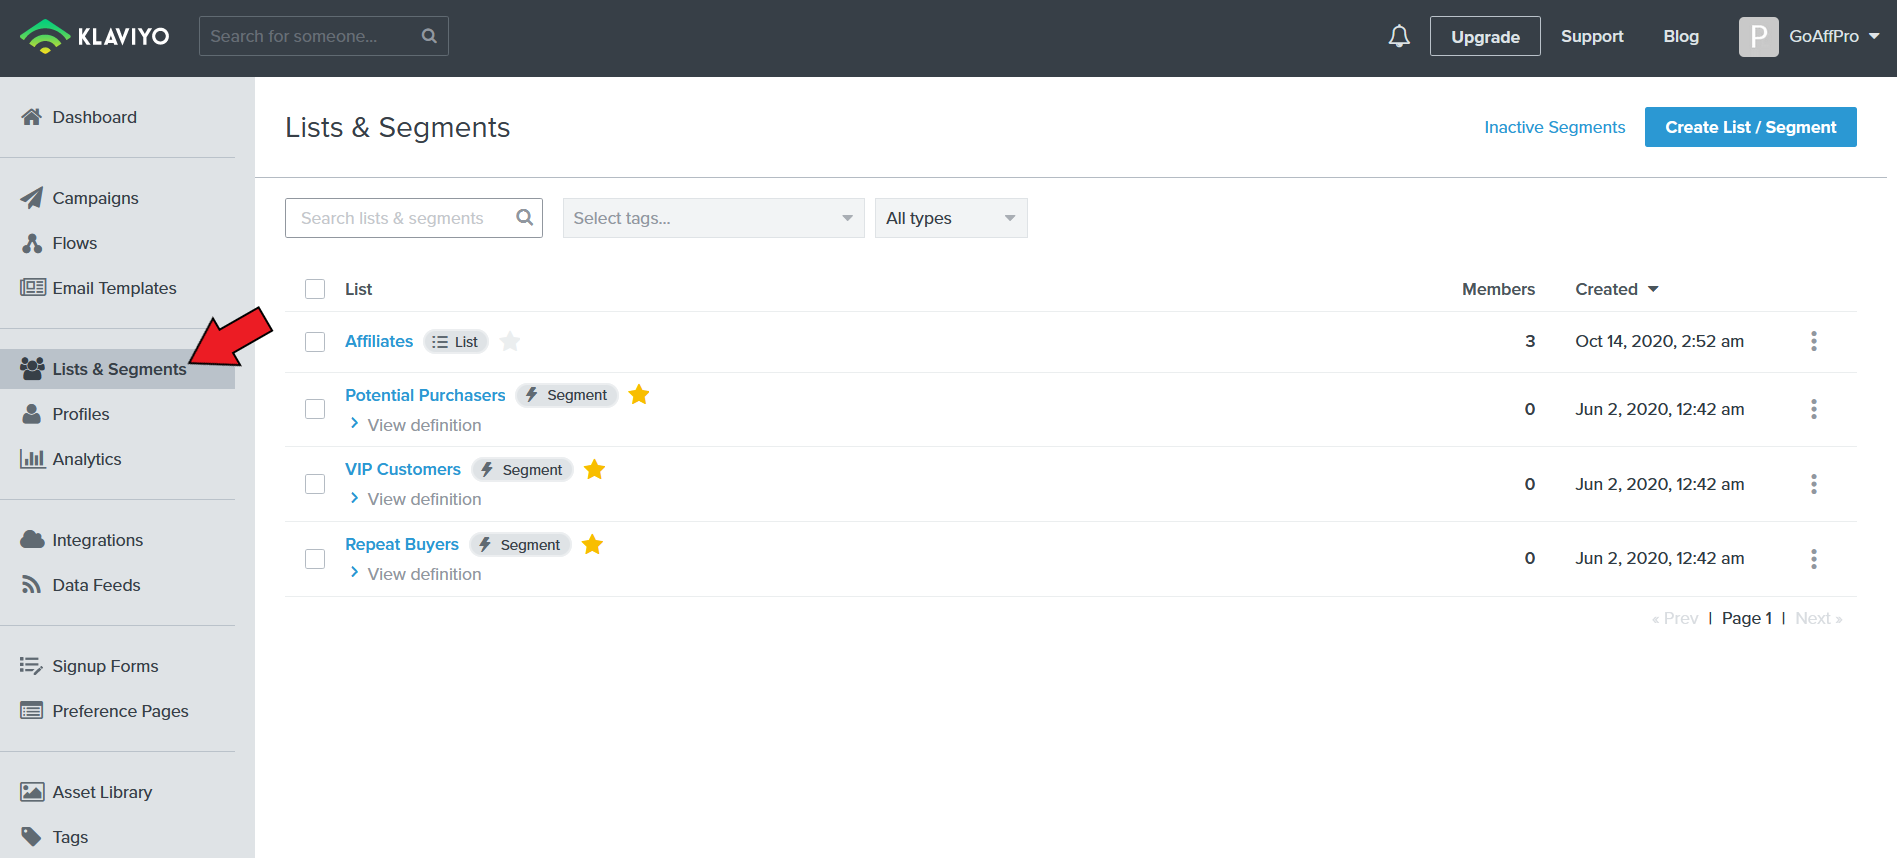 KLAVIYO
Search for someone...
Upgrade
Support
Blog
P
GoAffPro
Dashboard
Campaigns
Flows
Email Templates
Lists & Segments
Profiles
Analytics
Integrations
Data Feeds
Signup Forms
Preference Pages
Asset Library
Tags
Lists & Segments
Inactive Segments
Create List / Segment
Search lists & segments
Select tags...
All types
List Members Created
Affiliates List 3 Oct 14, 2020, 2:52 am
Potential Purchasers Segment 0 Jun 2, 2020, 12:42 am
View definition
VIP Customers Segment 0 Jun 2, 2020, 12:42 am
View definition
Repeat Buyers Segment 0 Jun 2, 2020, 12:42 am
View definition
« Prev | Page 1 | Next »